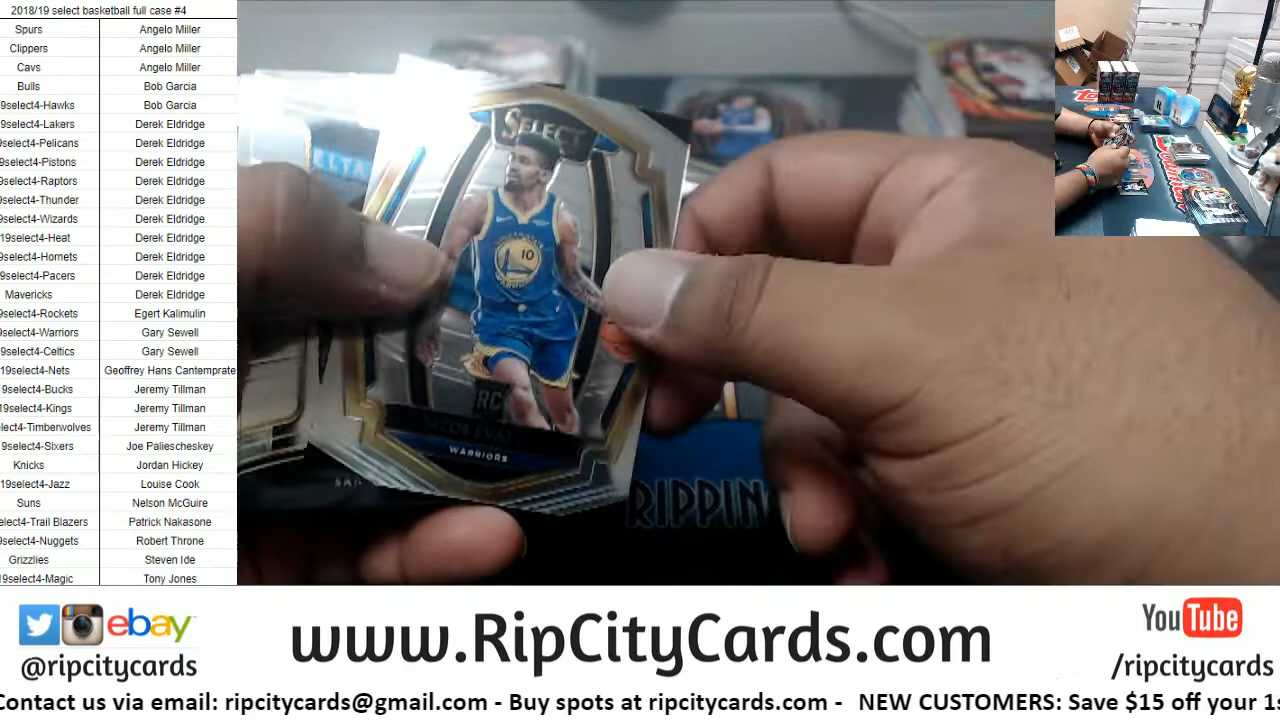 2018/19 select basketball full case #4
Spurs Angelo Miller
Clippers Angelo Miller
Cavs Angelo Miller
Bulls Bob Garcia
9select4-Hawks Bob Garcia
9select4-Lakers Derek Eldridge
9select4-Pelicans Derek Eldridge
9select4-Pistons Derek Eldridge
9select4-Raptors Derek Eldridge
9select4-Thunder Derek Eldridge
9select4-Wizards Derek Eldridge
19select4-Heat Derek Eldridge
9select4-Hornets Derek Eldridge
9select4-Pacers Derek Eldridge
Mavericks Derek Eldridge
9select4-Rockets Egert Kalimulin
9select4-Warriors Gary Sewell
9select4-Celtics Gary Sewell
19select4-Nets Geoffrey Hans Cantemprate
9select4-Bucks Jeremy Tillman
9select4-Kings Jeremy Tillman
elect4-Timberwolves Jeremy Tillman
9select4-Sixers Joe Paliescheskey
Knicks Jordan Hickey
19select4-Jazz Louise Cook
Suns Nelson McGuire
elect4-Trail Blazers Patrick Nakasone
9select4-Nuggets Robert Throne
Grizzlies Steven Ide
19select4-Magic Tony Jones
SELECT
10
RC
WARRIORS
RIPPIN
ebay
@ripcitycards
www.RipCityCards.com
YouTube
/ripcitycards
Contact us via email: ripcitycards@gmail.com - Buy spots at ripcitycards.com - NEW CUSTOMERS: Save $15 off your 1s